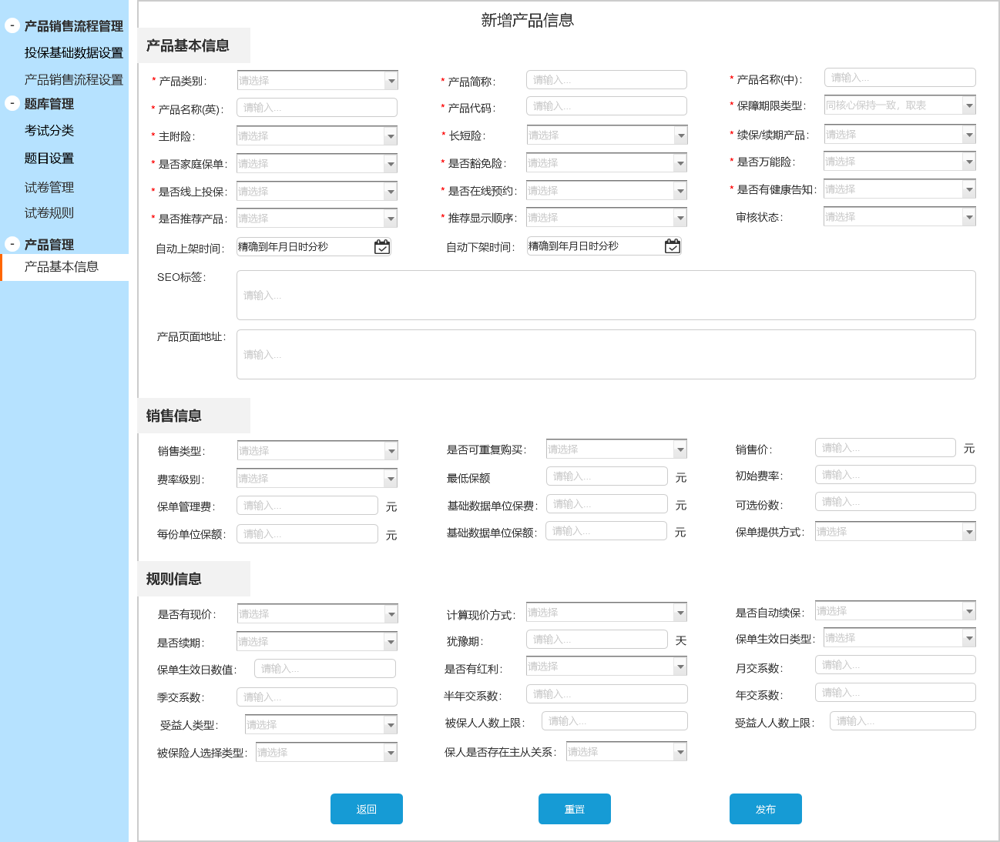 - 产品销售流程管理
投保基础数据设置
产品销售流程设置
- 题库管理
考试分类
题目设置
试卷管理
试卷规则
- 产品管理
产品基本信息
新增产品信息
产品基本信息
* 产品类别： 请选择 * 产品简称： 请输入... * 产品名称(中)： 请输入...
* 产品名称(英)： 请输入... * 产品代码： 请输入... * 保障期限类型： 同核心保持一致，取表
* 主附险： 请选择 * 长短险： 请选择 * 续保/续期产品： 请选择
* 是否家庭保单： 请选择 * 是否豁免险： 请选择 * 是否万能险： 请选择
* 是否线上投保： 请选择 * 是否在线预约： 请选择 * 是否有健康告知： 请选择
* 是否推荐产品： 请选择 * 推荐显示顺序： 请选择 审核状态： 请选择
自动上架时间： 精确到年月日时分秒 自动下架时间： 精确到年月日时分秒
SEO标签： 请输入...
产品页面地址： 请输入...
销售信息
销售类型： 请选择 是否可重复购买： 请选择 销售价： 请输入... 元
费率级别： 请选择 最低保额 请输入... 元 初始费率： 请输入...
保单管理费： 请输入... 元 基础数据单位保费： 请输入... 元 可选份数： 请输入...
每份单位保额： 请输入... 元 基础数据单位保额： 请输入... 元 保单提供方式： 请选择
规则信息
是否有现价： 请选择 计算现价方式： 请选择 是否自动续保： 请选择
是否续期： 请选择 犹豫期： 请输入... 天 保单生效日类型： 请选择
保单生效日数值： 请输入... 是否有红利： 请选择 月交系数： 请输入...
季交系数： 请输入... 半年交系数： 请输入... 年交系数： 请输入...
受益人类型： 请选择 被保人人数上限： 请输入... 受益人人数上限： 请输入...
被保险人选择类型： 请选择 保人是否存在主从关系： 请选择
返回 重置 发布